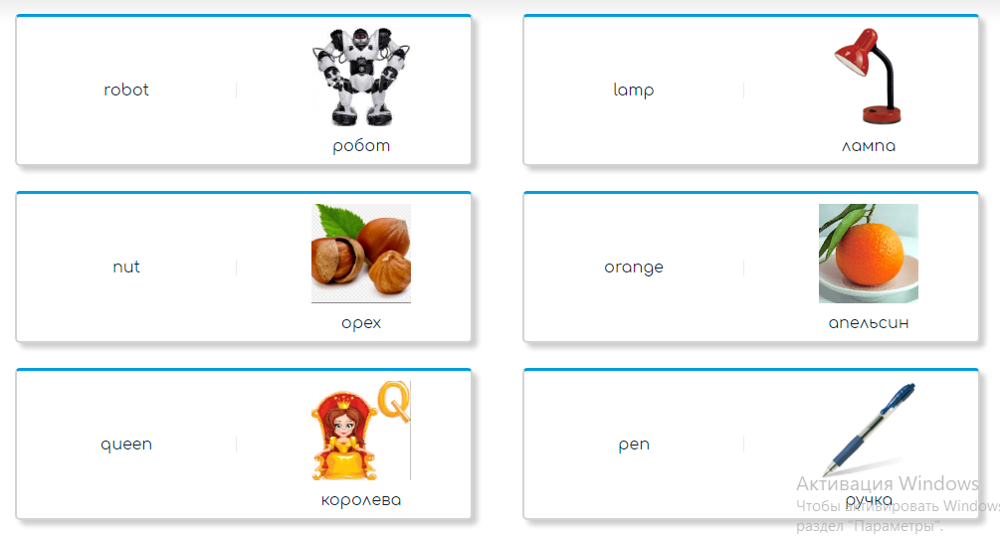 robot
робот
lamp
лампа
nut
орех
orange
апельсин
Q
queen
королева
pen
ручка
Активация Windows
Чтобы активировать Windows
раздел "Параметры".